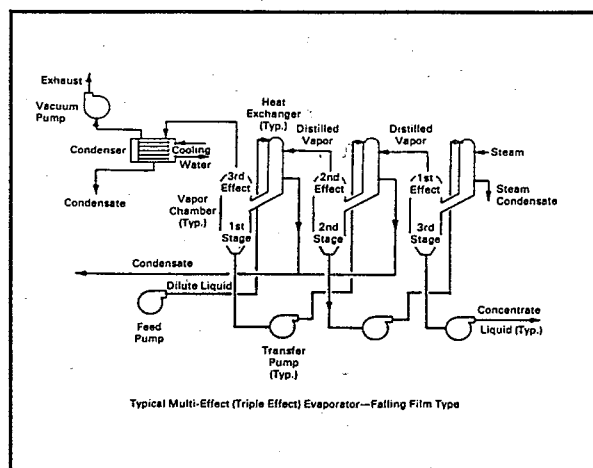 Exhaust
Vacuum
Pump
Condenser
Cooling
Water
Condensate
Heat
Exchanger
(Typ.)
Distilled
Vapor
Distilled
Vapor
Steam
Steam
Condensate
3rd
Effect
2nd
Effect
1st
Effect
Vapor
Chamber
(Typ.)
1st
Stage
2nd
Stage
3rd
Stage
Condensate
Dilute Liquid
Feed
Pump
Transfer
Pump
(Typ.)
Concentrate
Liquid (Typ.)
Typical Multi-Effect (Triple Effect) Evaporator—Falling Film Type